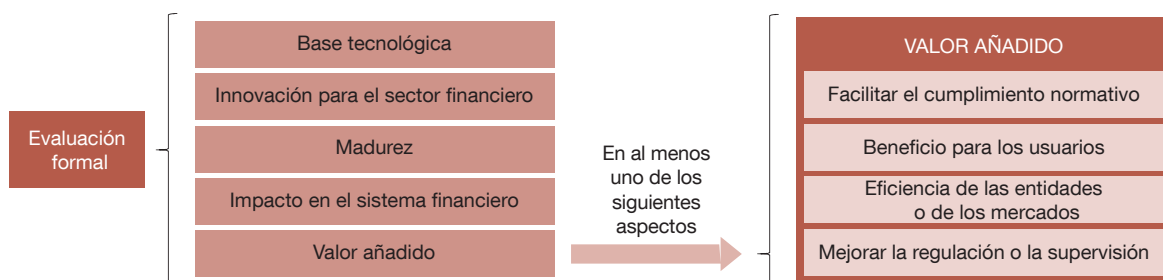 Evaluación
formal
Base tecnológica
Innovación para el sector financiero
Madurez
Impacto en el sistema financiero
Valor añadido
En al menos
uno de los
siguientes
aspectos
VALOR AÑADIDO
Facilitar el cumplimiento normativo
Beneficio para los usuarios
Eficiencia de las entidades
o de los mercados
Mejorar la regulación o la supervisión